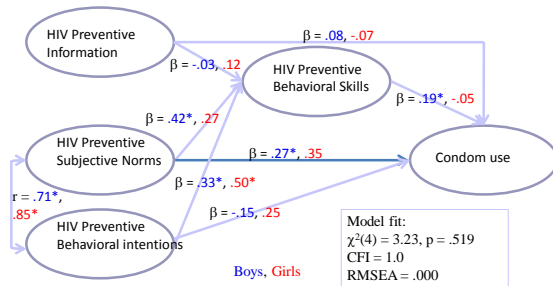 HIV Preventive
Information
β = .08, -.07
β = -.03, .12
HIV Preventive
Behavioral Skills
β = .19*, -.05
β = .42*, .27
HIV Preventive
Subjective Norms
β = .27*, .35
Condom use
β = .33*, .50*
r = .71*,
.85*
β = -.15, .25
HIV Preventive
Behavioral intentions
Model fit:
χ²(4) = 3.23, p = .519
CFI = 1.0
RMSEA = .000
Boys, Girls